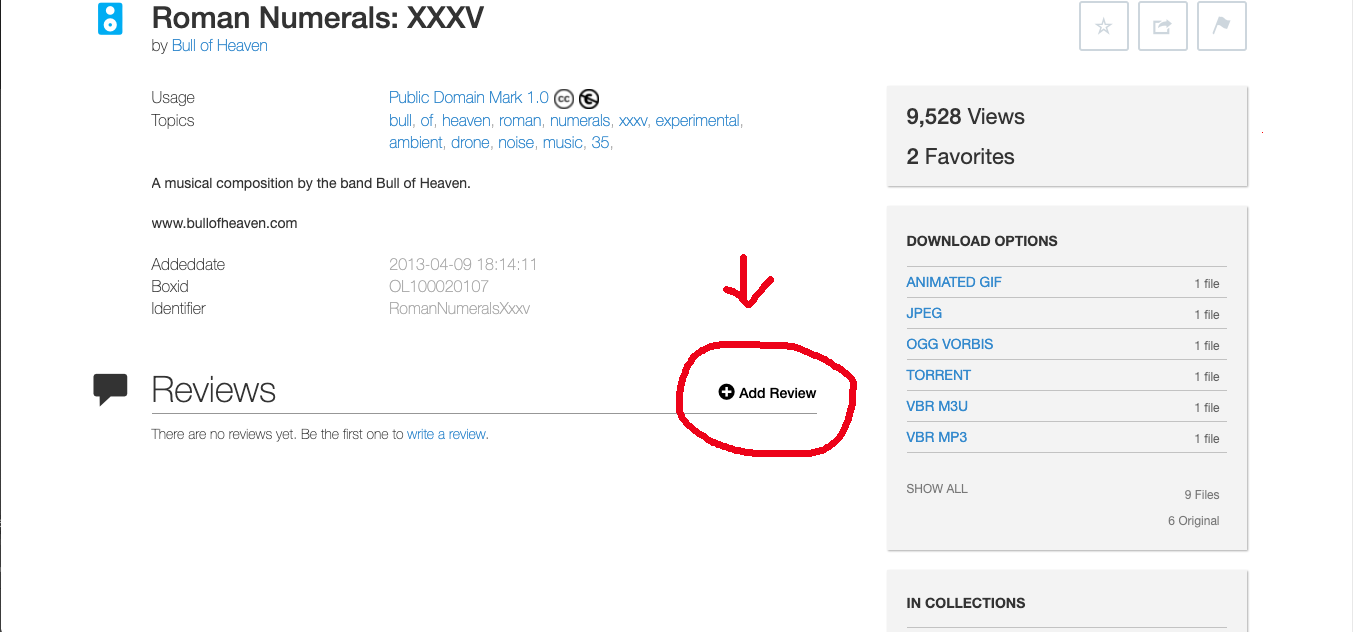 Roman Numerals: XXXV
by Bull of Heaven
Usage Public Domain Mark 1.0
Topics bull, of, heaven, roman, numerals, xxxv, experimental,
ambient, drone, noise, music, 35,
A musical composition by the band Bull of Heaven.
www.bullofheaven.com
Addeddate 2013-04-09 18:14:11
Boxid OL100020107
Identifier RomanNumeralsXxxv
Reviews
Add Review
There are no reviews yet. Be the first one to write a review.
9,528 Views
2 Favorites
DOWNLOAD OPTIONS
ANIMATED GIF 1 file
JPEG 1 file
OGG VORBIS 1 file
TORRENT 1 file
VBR M3U 1 file
VBR MP3 1 file
SHOW ALL 9 Files
6 Original
IN COLLECTIONS